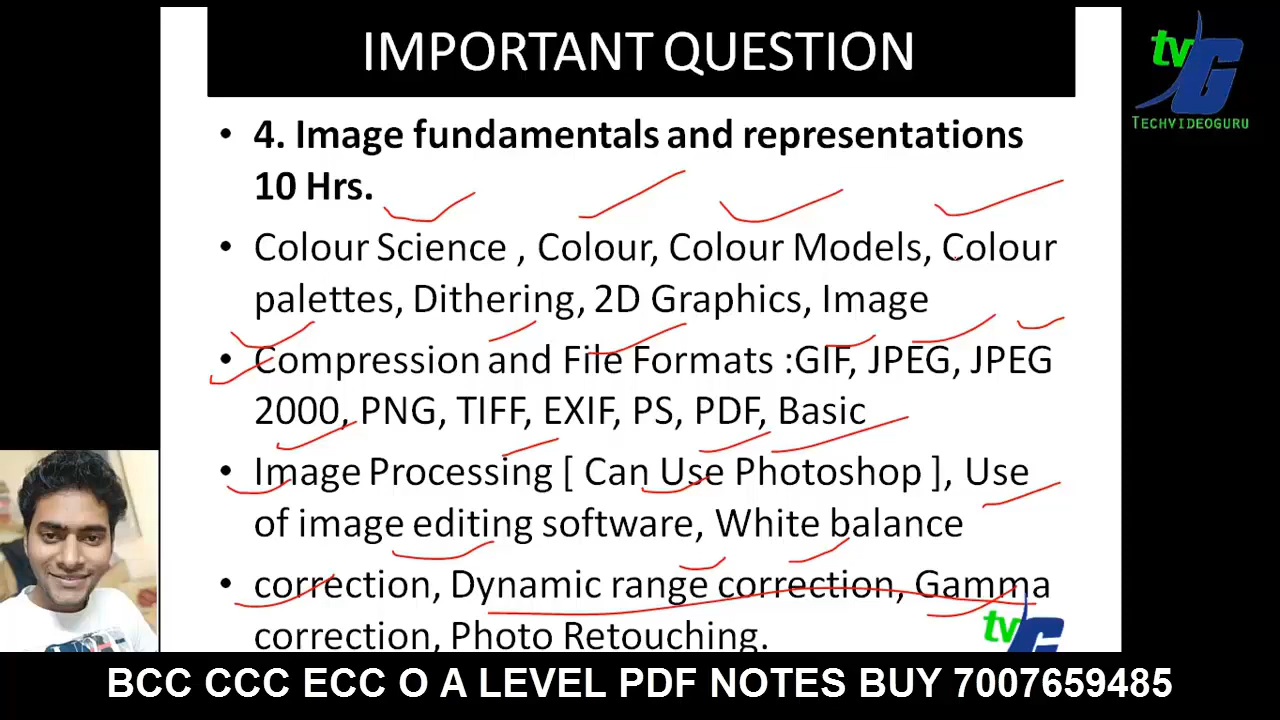 IMPORTANT QUESTION
tvG
TECHVIDEOGURU
• 4. Image fundamentals and representations
10 Hrs.
• Colour Science , Colour, Colour Models, Colour
palettes, Dithering, 2D Graphics, Image
• Compression and File Formats :GIF, JPEG, JPEG
2000, PNG, TIFF, EXIF, PS, PDF, Basic
• Image Processing [ Can Use Photoshop ], Use
of image editing software, White balance
• correction, Dynamic range correction, Gamma
correction, Photo Retouching.
tvG
BCC CCC ECC O A LEVEL PDF NOTES BUY 7007659485